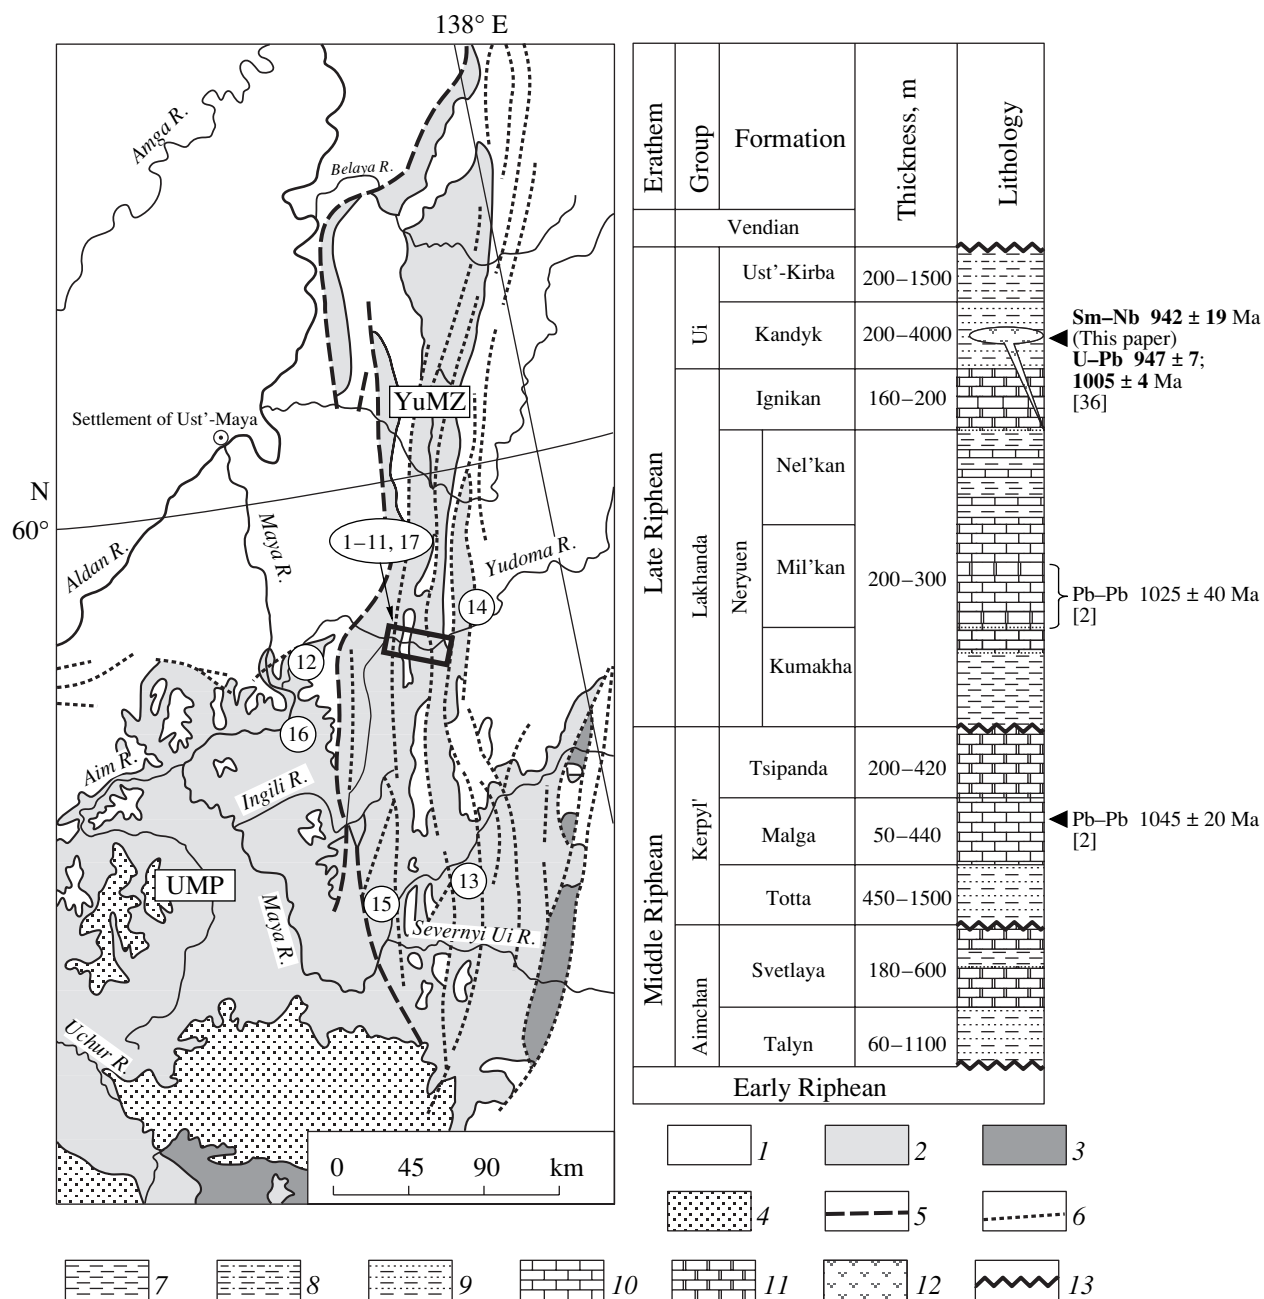 138° E
Amga R.
Belaya R.
YuMZ
Settlement of Ust’-Maya
N
60°
Aldan R.
Maya R.
1–11, 17
Yudoma R.
14
12
16
Aim R.
Ingili R.
UMP
13
15
Maya R.
Severnyi Ui R.
Uchur R.
0 45 90 km
Erathem
Group
Formation
Thickness, m
Lithology
Vendian
Late Riphean
Ui
Ust’-Kirba
200–1500
Kandyk
200–4000
Sm–Nb 942 ± 19 Ma
(This paper)
U–Pb 947 ± 7;
1005 ± 4 Ma
[36]
Lakhanda
Ignikan
160–200
Neryuen
Nel’kan
Mil’kan
200–300
Kumakha
Pb–Pb 1025 ± 40 Ma
[2]
Middle Riphean
Kerpyl'
Tsipanda
200–420
Malga
50–440
Pb–Pb 1045 ± 20 Ma
[2]
Totta
450–1500
Aimchan
Svetlaya
180–600
Talyn
60–1100
Early Riphean
1 2 3
4 5 6
7 8 9 10 11 12 13